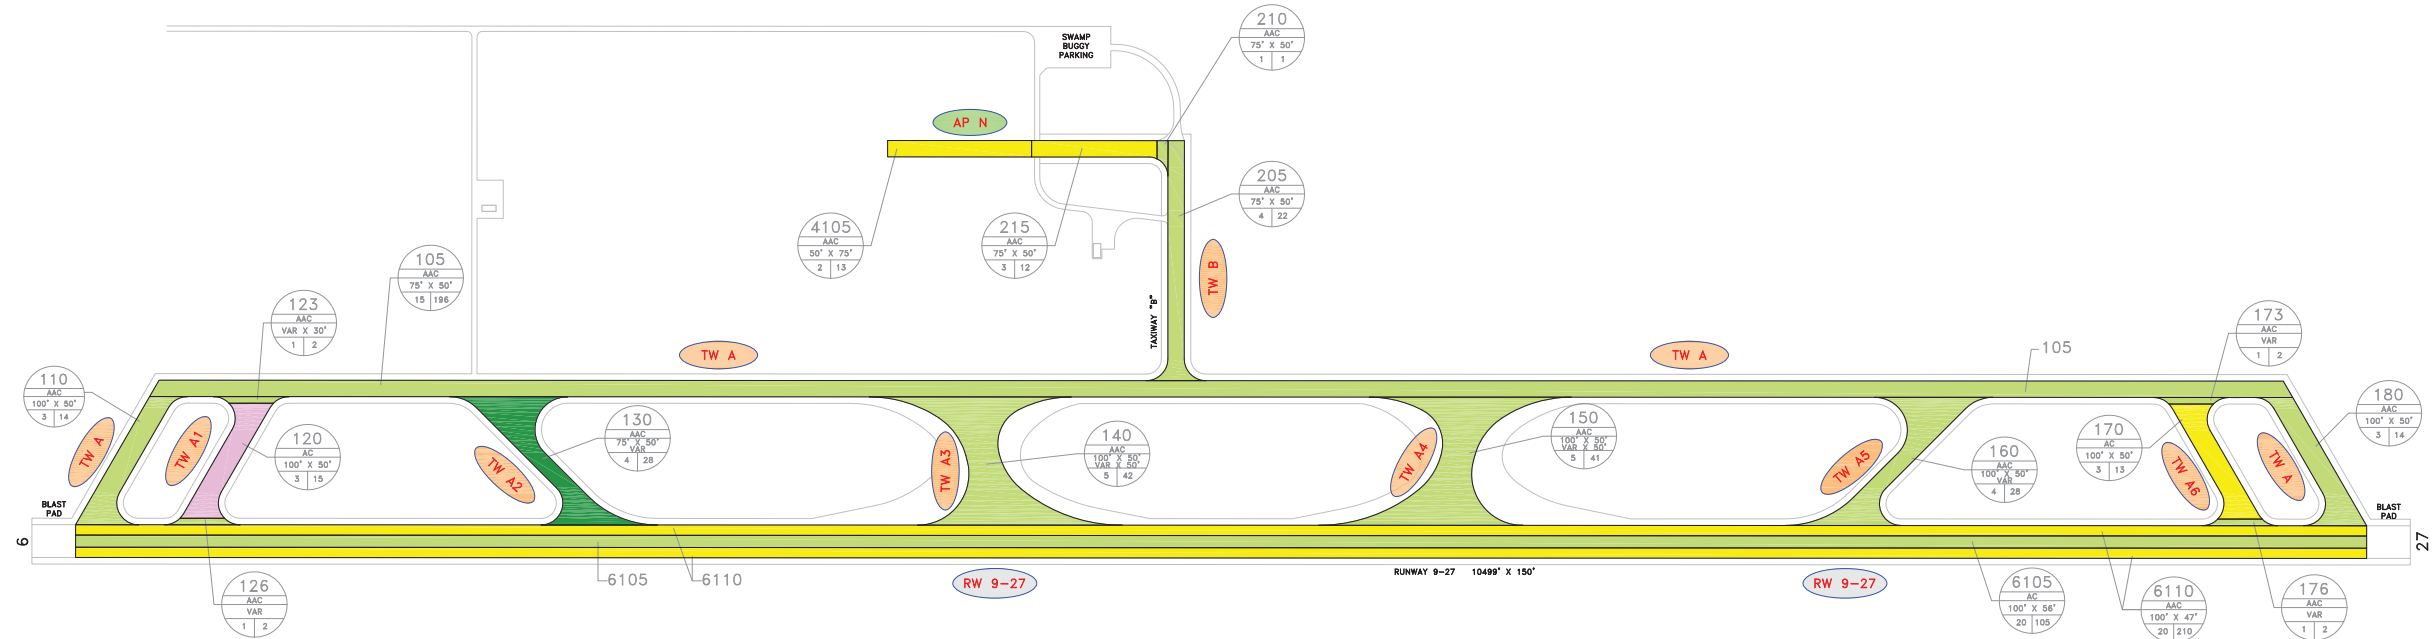 SWAMP
BUGGY
PARKING
210
AAC
75' X 50'
1 1
AP N
205
AAC
75' X 50'
4 22
4105
AAC
50' X 75'
2 13
215
AAC
75' X 50'
3 12
TW B
TAXIWAY "B"
105
AAC
75' X 50'
15 196
123
AAC
VAR X 30'
1 2
TW A
TW A
105
173
AAC
VAR
1 2
110
AAC
100' X 50'
3 14
TW A
TW A1
120
AC
100' X 50'
3 15
TW A2
130
AAC
75' X 50'
VAR
4 28
TW A3
140
AAC
100' X 50'
VAR X 50'
5 42
TW A4
150
AAC
100' X 50'
VAR X 50'
5 41
TW A5
160
AAC
100' X 50'
VAR
4 28
170
AC
100' X 50'
3 13
TW A6
TW A
180
AAC
100' X 50'
3 14
BLAST
PAD
BLAST
PAD
9
27
6105
6110
RW 9-27
RUNWAY 9-27 10499' X 150'
RW 9-27
126
AAC
VAR
1 2
6105
AC
100' X 56'
20 105
6110
AAC
100' X 47'
20 210
176
AAC
VAR
1 2